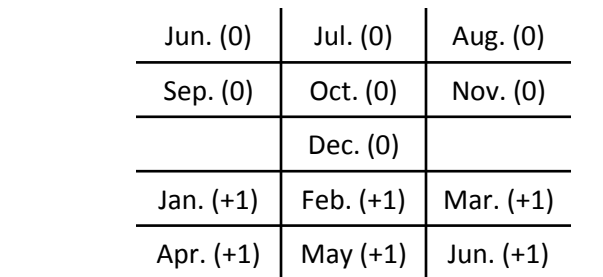 Jun. (0) Jul. (0) Aug. (0)
Sep. (0) Oct. (0) Nov. (0)
Dec. (0)
Jan. (+1) Feb. (+1) Mar. (+1)
Apr. (+1) May (+1) Jun. (+1)